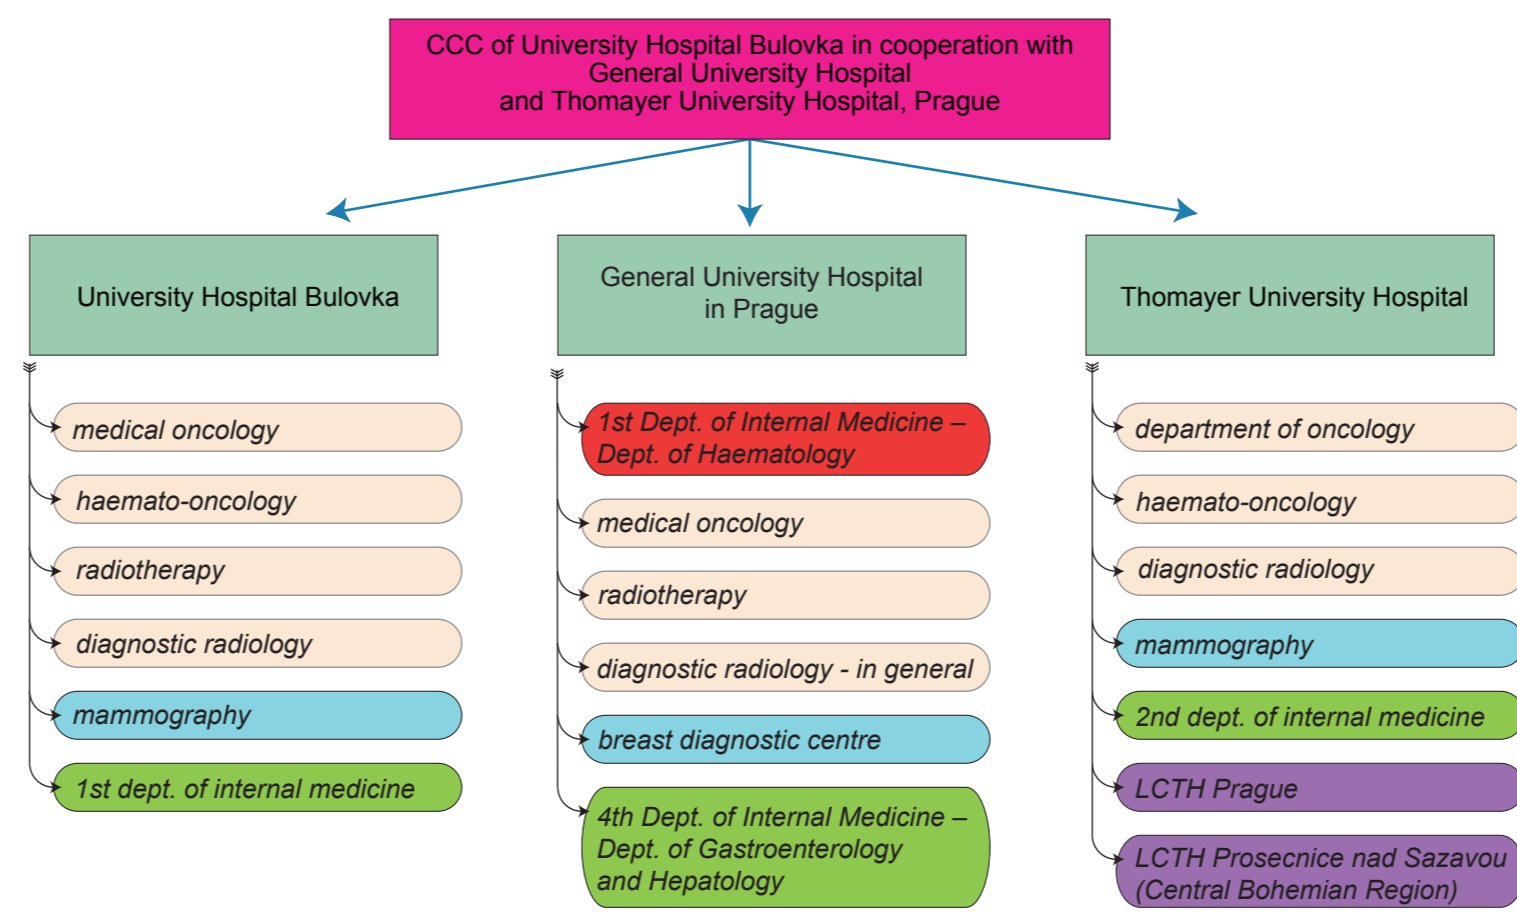 CCC of University Hospital Bulovka in cooperation with
General University Hospital
and Thomayer University Hospital, Prague
University Hospital Bulovka
medical oncology
haemato-oncology
radiotherapy
diagnostic radiology
mammography
1st dept. of internal medicine
General University Hospital
in Prague
1st Dept. of Internal Medicine –
Dept. of Haematology
medical oncology
radiotherapy
diagnostic radiology - in general
breast diagnostic centre
4th Dept. of Internal Medicine –
Dept. of Gastroenterology
and Hepatology
Thomayer University Hospital
department of oncology
haemato-oncology
diagnostic radiology
mammography
2nd dept. of internal medicine
LCTH Prague
LCTH Prosecnice nad Sazavou
(Central Bohemian Region)